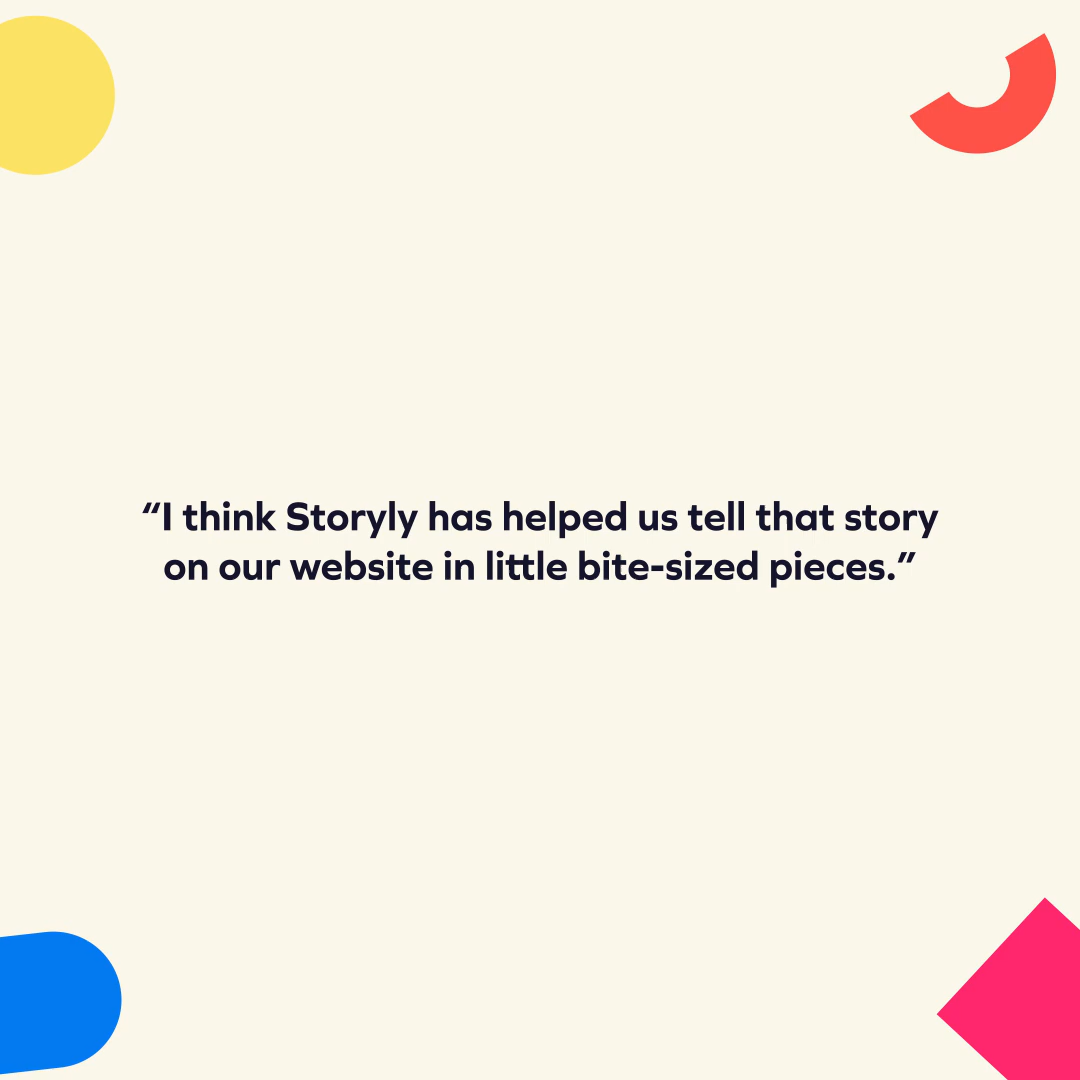 “I think Storyly has helped us tell that story
on our website in little bite-sized pieces.”